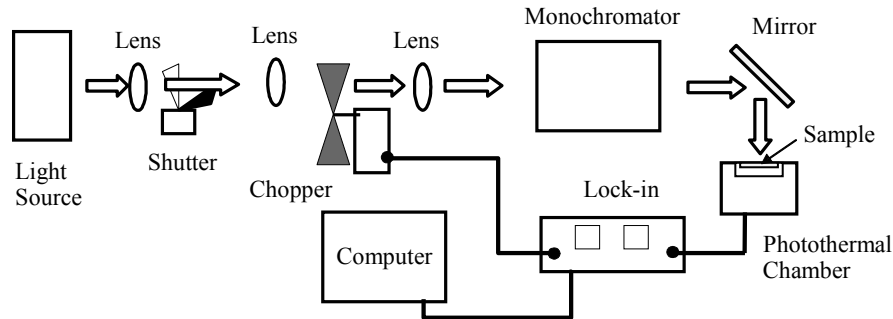 Monochromator
Mirror
Lens
Lens
Lens
Sample
Light
Source
Shutter
Chopper
Lock-in
Computer
Photothermal
Chamber